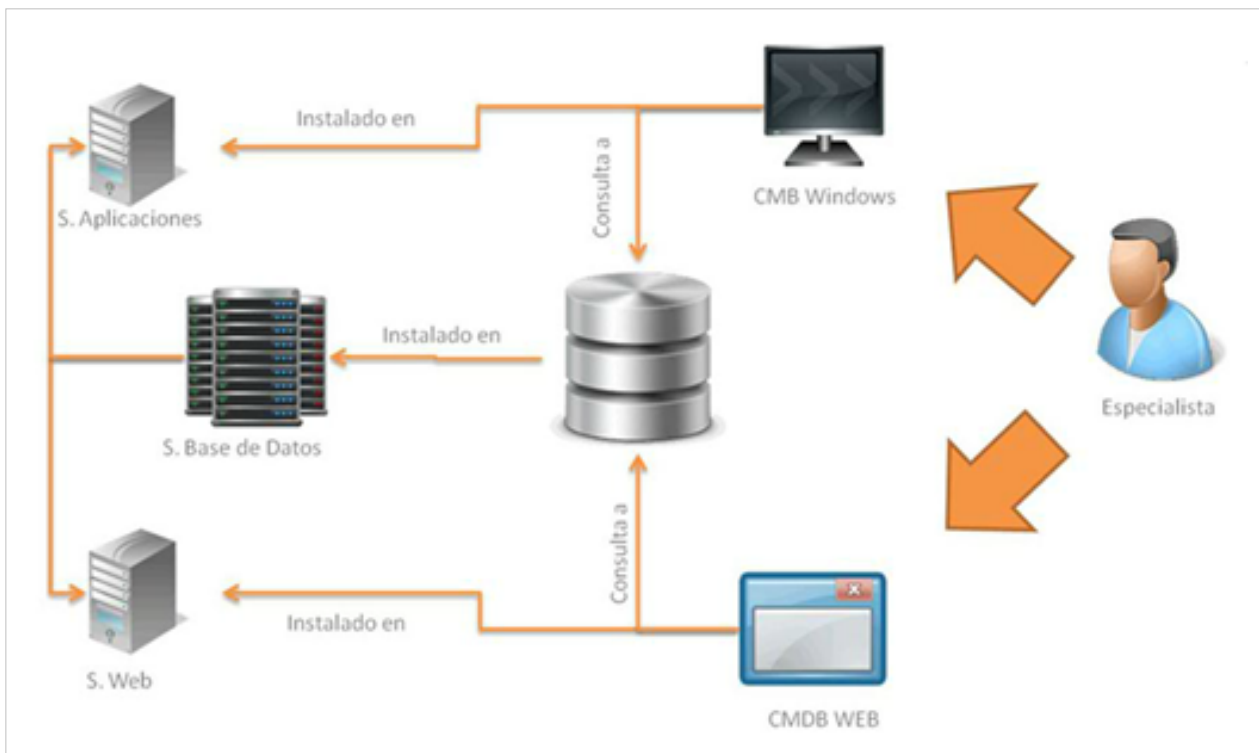 Instalado en
Consulta a
CMB Windows
S. Aplicaciones
Instalado en
S. Base de Datos
Especialista
Consulta a
Instalado en
S. Web
CMDB WEB